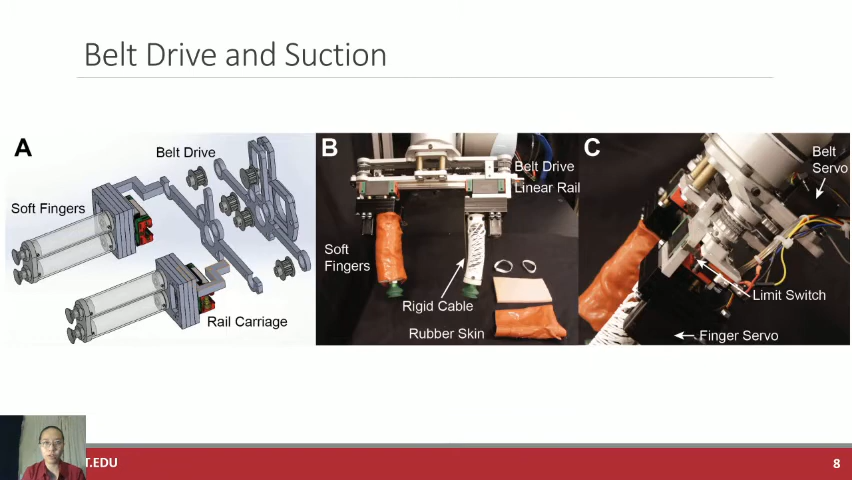 Belt Drive and Suction
A
Belt Drive
Soft Fingers
Rail Carriage
B
Belt Drive
Linear Rail
Soft
Fingers
Rigid Cable
Rubber Skin
C
Belt
Servo
Limit Switch
Finger Servo
T.EDU
8